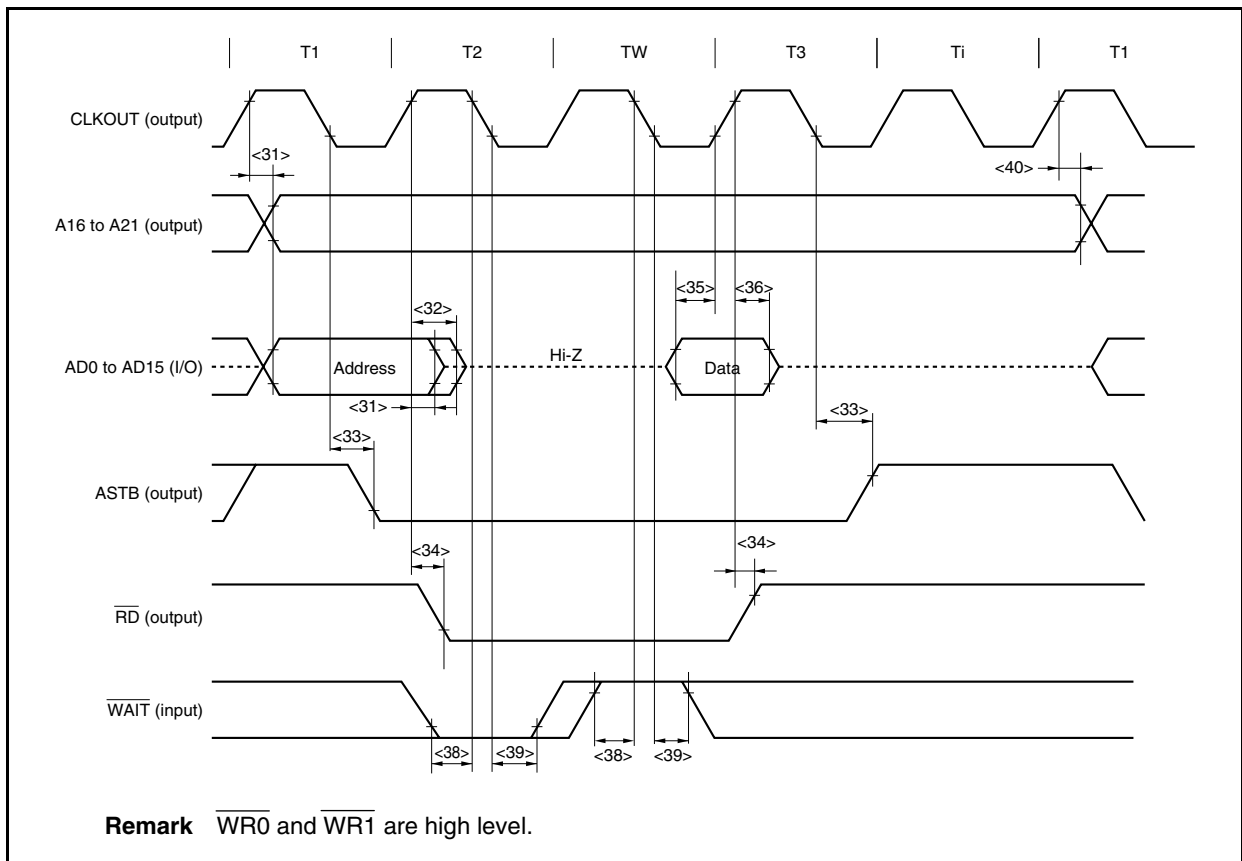 T1 T2 TW T3 Ti T1
CLKOUT (output)
<31> <40>
A16 to A21 (output)
<35> <36>
<32>
AD0 to AD15 (I/O) Address Hi-Z Data
<31>
<33> <33>
ASTB (output)
<34> <34>
RD (output)
WAIT (input)
<38> <39> <38> <39>
Remark WR0 and WR1 are high level.